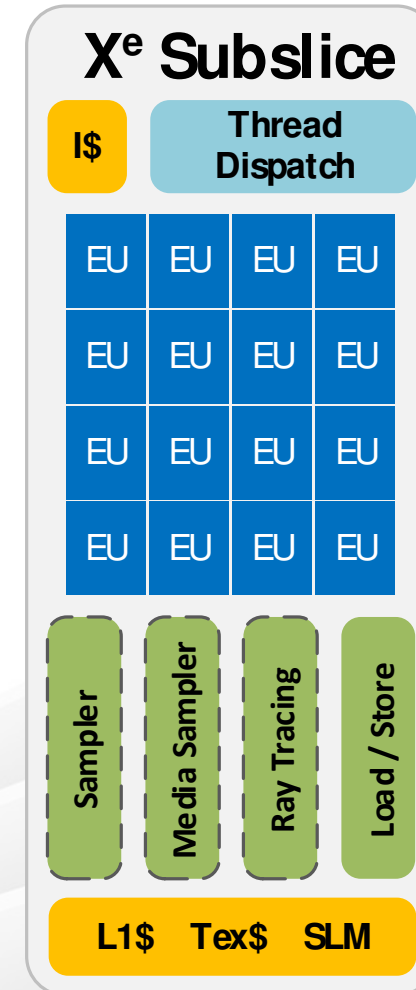 Xᵉ Subslice
I$
Thread
Dispatch
EU EU EU EU
EU EU EU EU
EU EU EU EU
EU EU EU EU
Sampler
Media Sampler
Ray Tracing
Load / Store
L1$ Tex$ SLM